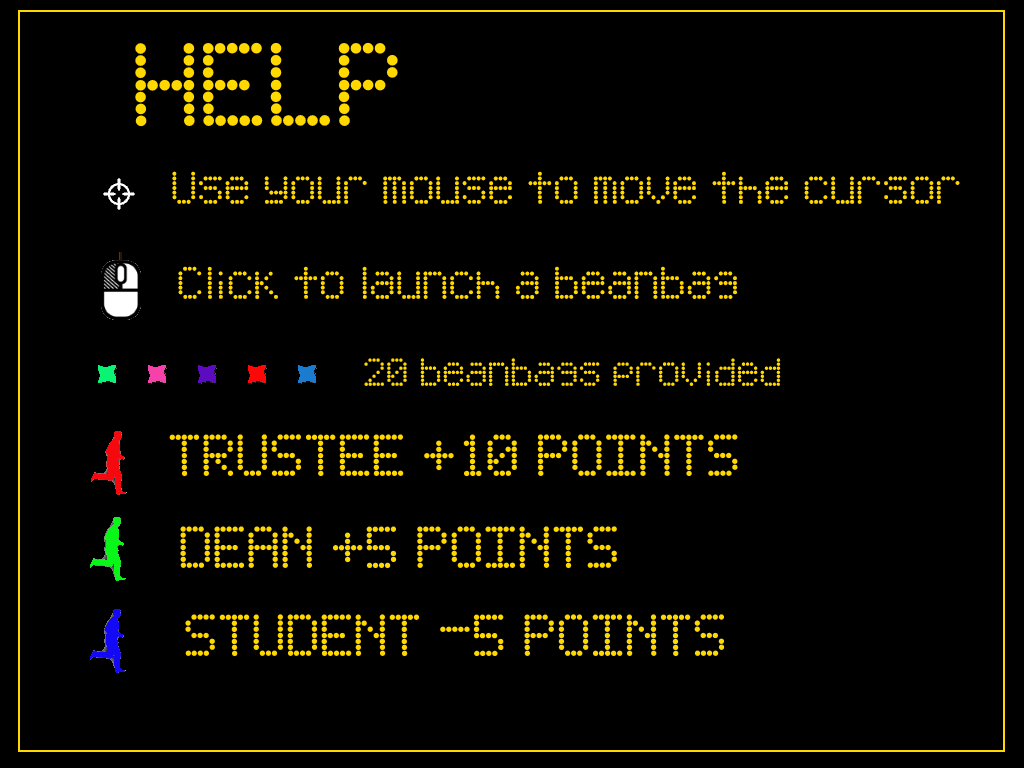 HELP
Use your mouse to move the cursor
Click to launch a beanbag
20 beanbags provided
TRUSTEE +10 POINTS
DEAN +5 POINTS
STUDENT -5 POINTS